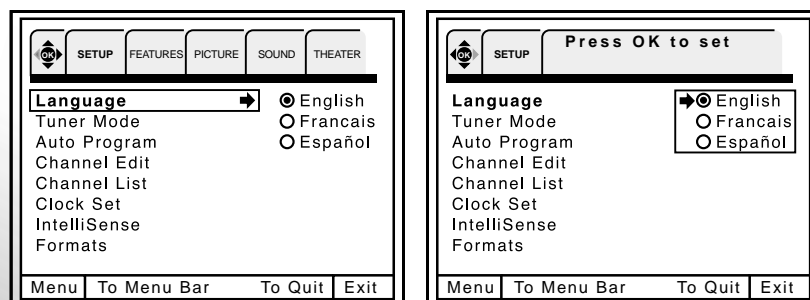 OK SETUP FEATURES PICTURE SOUND THEATER
Language English
Tuner Mode Francais
Auto Program Español
Channel Edit
Channel List
Clock Set
IntelliSense
Formats
Menu To Menu Bar To Quit Exit
OK SETUP Press OK to set
Language English
Tuner Mode Francais
Auto Program Español
Channel Edit
Channel List
Clock Set
IntelliSense
Formats
Menu To Menu Bar To Quit Exit